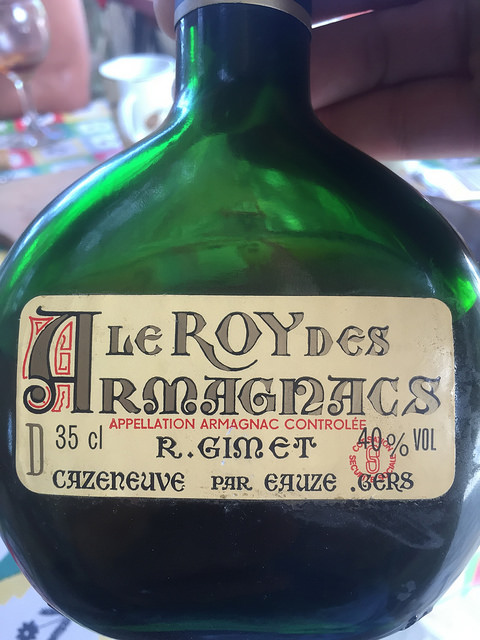 LE ROY DES
ARMAGNACS
APPELLATION ARMAGNAC CONTROLÉE
D 35 cl R. GIMET 40% VOL
CAZENEUVE PAR EAUZE . GERS